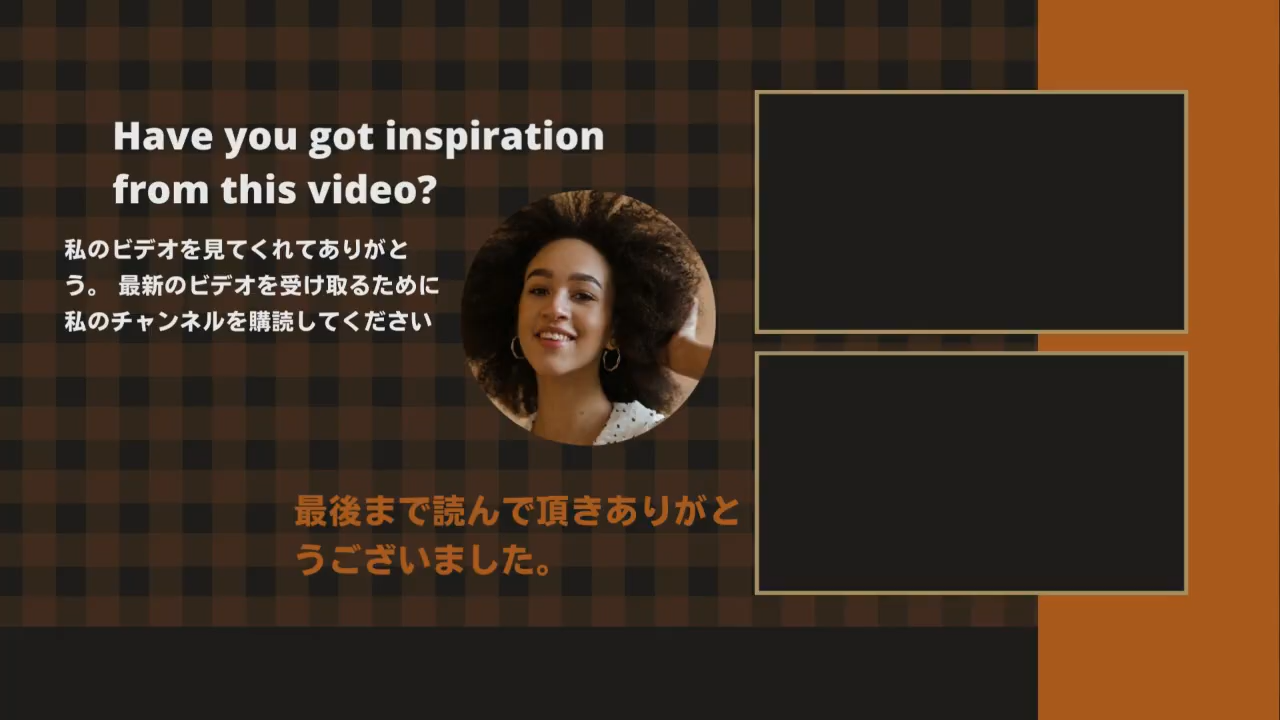 Have you got inspiration
from this video?
私のビデオを見てくれてありがと
う。 最新のビデオを受け取るために
私のチャンネルを購読してください
最後まで読んで頂きありがと
うございました。